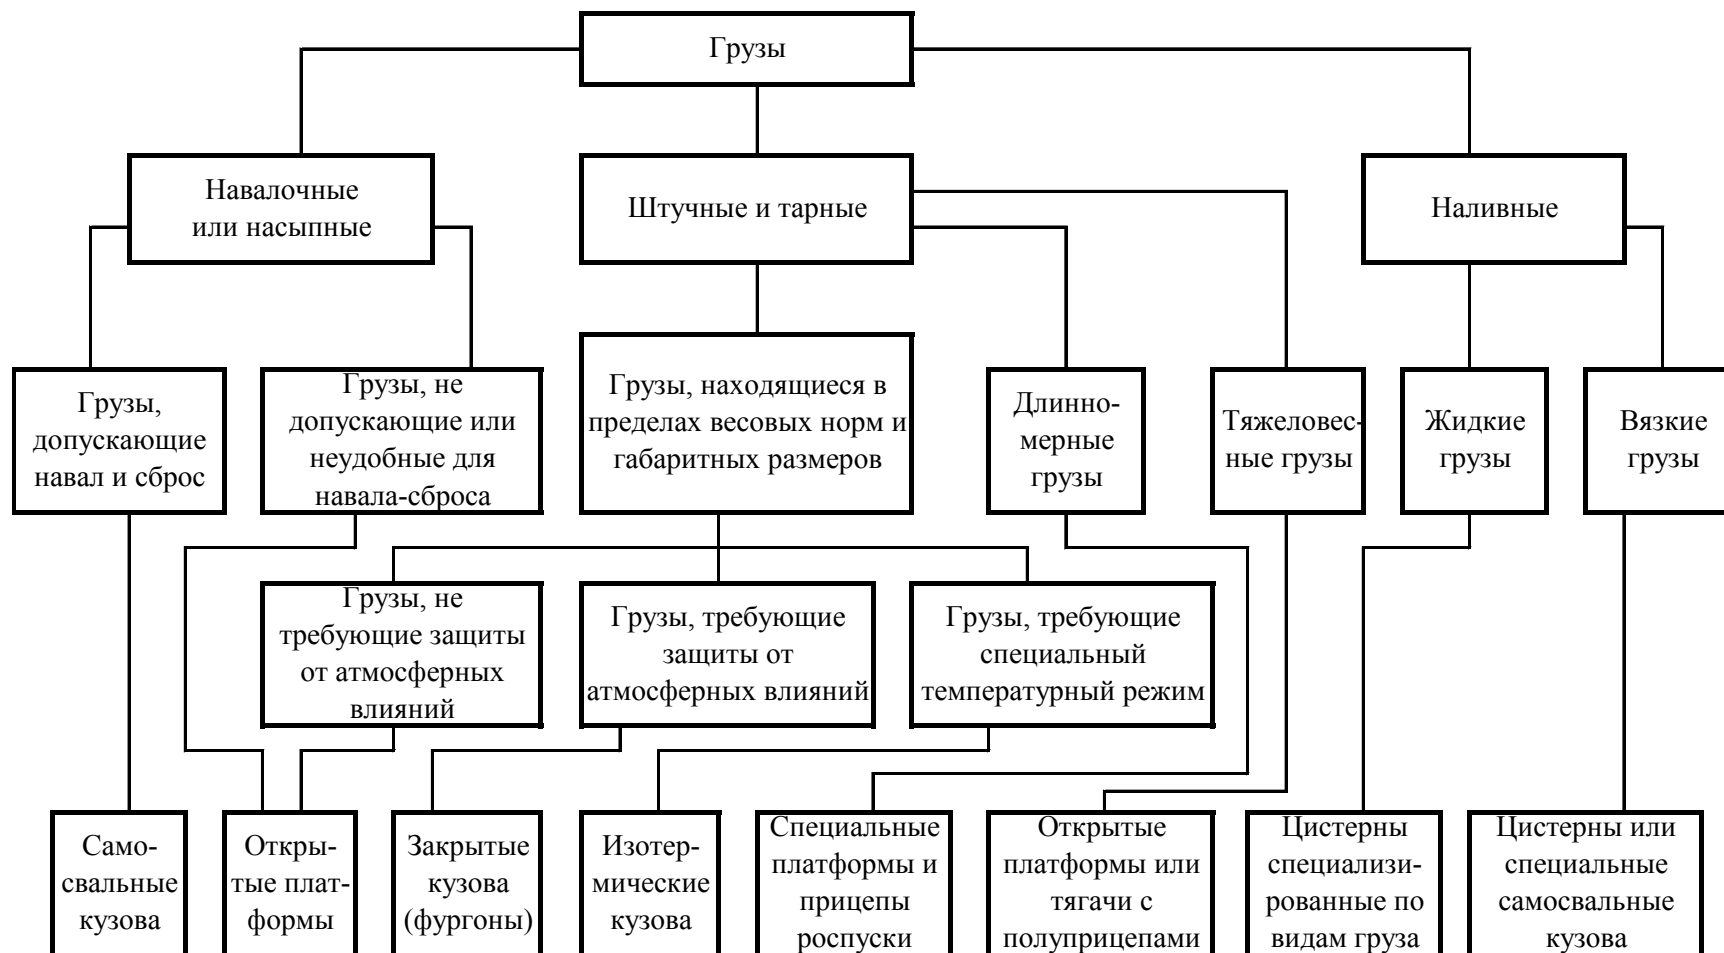 Грузы
Навалочные
или насыпные
Штучные и тарные
Наливные
Грузы,
допускающие
навал и сброс
Грузы, не
допускающие или
неудобные для
навала-сброса
Грузы, находящиеся в
пределах весовых норм и
габаритных размеров
Длинно-
мерные
грузы
Тяжеловес-
ные грузы
Жидкие
грузы
Вязкие
грузы
Грузы, не
требующие защиты
от атмосферных
влияний
Грузы, требующие
защиты от
атмосферных влияний
Грузы, требующие
специальный
температурный режим
Само-
свальные
кузова
Откры-
тые плат-
формы
Закрытые
кузова
(фургоны)
Изотер-
мические
кузова
Специальные
платформы и
прицепы
роспуски
Открытые
платформы или
тягачи с
полуприцепами
Цистерны
специализи-
рованные по
видам груза
Цистерны или
специальные
самосвальные
кузова